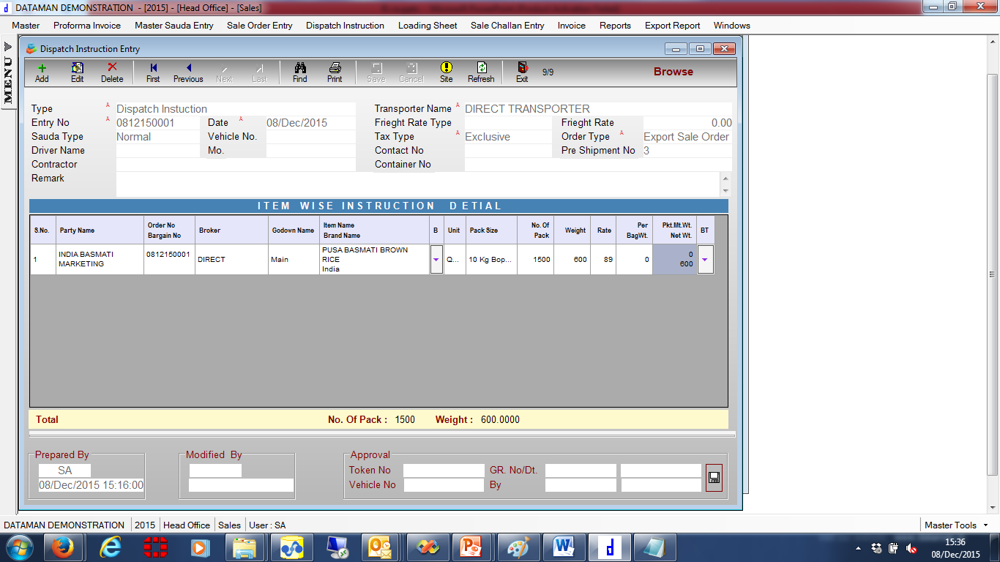 DATAMAN DEMONSTRATION - [2015] - [Head Office] - [Sales]
Master Proforma Invoice Master Sauda Entry Sale Order Entry Dispatch Instruction Loading Sheet Sale Challan Entry Invoice Reports Export Report Windows
MENU
Dispatch Instruction Entry
Add Edit Delete First Previous Next Last Find Print Save Cancel Site Refresh Exit 9/9 Browse
Type Dispatch Instuction Transporter Name DIRECT TRANSPORTER
Entry No 0812150001 Date 08/Dec/2015 Frieght Rate Type Frieght Rate 0.00
Sauda Type Normal Vehicle No. Tax Type Exclusive Order Type Export Sale Order
Driver Name Mo. Contact No Pre Shipment No 3
Contractor Container No
Remark
ITEM WISE INSTRUCTION DETIAL
S.No. Party Name Order No Bargain No Broker Godown Name Item Name Brand Name B Unit Pack Size No. Of Pack Weight Rate Per BagWt. Pkt.Mt.Wt. Net Wt. BT
1 INDIA BASMATI MARKETING 0812150001 DIRECT Main PUSA BASMATI BROWN RICE India Q... 10 Kg Bop... 1500 600 89 0 0 600
Total No. Of Pack : 1500 Weight : 600.0000
Prepared By Modified By Approval
SA Token No GR. No/Dt.
08/Dec/2015 15:16:00 Vehicle No By
DATAMAN DEMONSTRATION 2015 Head Office Sales User : SA Master Tools
15:36
08/Dec/2015